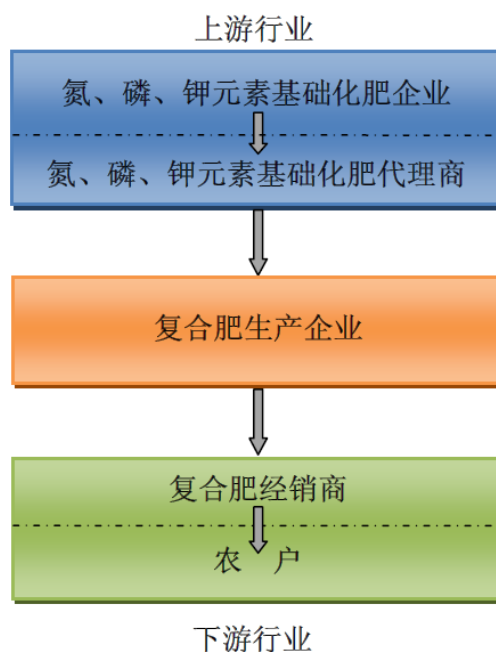 上游行业
氮、磷、钾元素基础化肥企业
氮、磷、钾元素基础化肥代理商
复合肥生产企业
复合肥经销商
农 户
下游行业